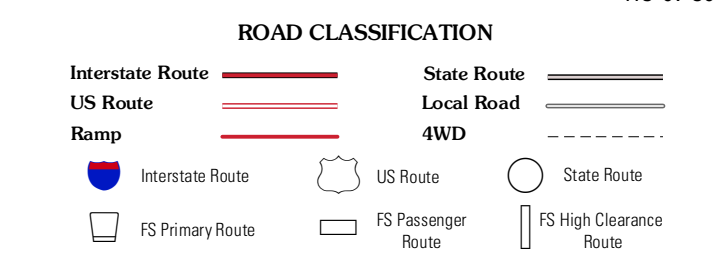 ROAD CLASSIFICATION
Interstate Route
State Route
US Route
Local Road
Ramp
4WD
Interstate Route
US Route
State Route
FS Primary Route
FS Passenger
Route
FS High Clearance
Route